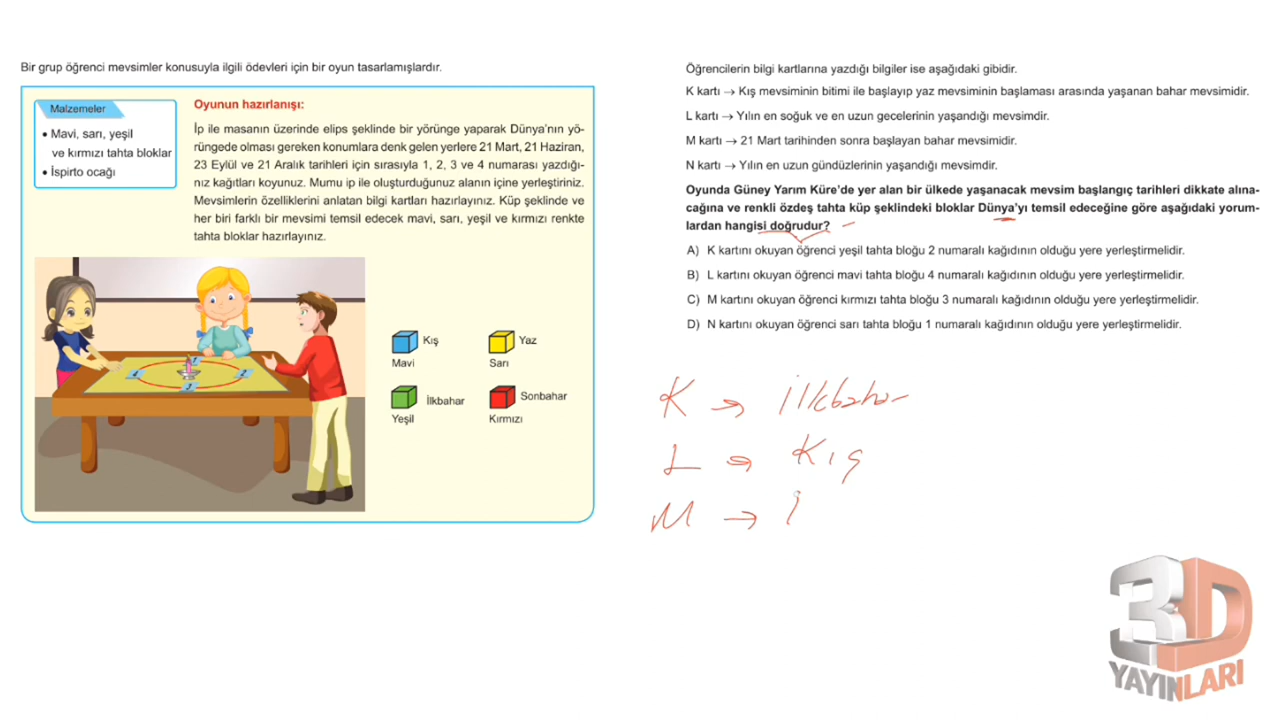 Bir grup öğrenci mevsimler konusuyla ilgili ödevleri için bir oyun tasarlamışlardır.
Malzemeler
• Mavi, sarı, yeşil
ve kırmızı tahta bloklar
• İspirto ocağı
Oyunun hazırlanışı:
İp ile masanın üzerinde elips şeklinde bir yörünge yaparak Dünya'nın yö-
rüngede olması gereken konumlara denk gelen yerlere 21 Mart, 21 Haziran,
23 Eylül ve 21 Aralık tarihleri için sırasıyla 1, 2, 3 ve 4 numarası yazdığı-
nız kağıtları koyunuz. Mumu ip ile oluşturduğunuz alanın içine yerleştiriniz.
Mevsimlerin özelliklerini anlatan bilgi kartları hazırlayınız. Küp şeklinde ve
her biri farklı bir mevsimi temsil edecek mavi, sarı, yeşil ve kırmızı renkte
tahta bloklar hazırlayınız.
Kış
Mavi
Yaz
Sarı
İlkbahar
Yeşil
Sonbahar
Kırmızı
Öğrencilerin bilgi kartlarına yazdığı bilgiler ise aşağıdaki gibidir.
K kartı → Kış mevsiminin bitimi ile başlayıp yaz mevsiminin başlaması arasında yaşanan bahar mevsimidir.
L kartı → Yılın en soğuk ve en uzun gecelerinin yaşandığı mevsimdir.
M kartı → 21 Mart tarihinden sonra başlayan bahar mevsimidir.
N kartı → Yılın en uzun gündüzlerinin yaşandığı mevsimdir.
Oyunda Güney Yarım Küre'de yer alan bir ülkede yaşanacak mevsim başlangıç tarihleri dikkate alına-
cağına ve renkli özdeş tahta küp şeklindeki bloklar Dünya'yı temsil edeceğine göre aşağıdaki yorum-
lardan hangisi doğrudur?
A) K kartını okuyan öğrenci yeşil tahta bloğu 2 numaralı kağıdının olduğu yere yerleştirmelidir.
B) L kartını okuyan öğrenci mavi tahta bloğu 4 numaralı kağıdının olduğu yere yerleştirmelidir.
C) M kartını okuyan öğrenci kırmızı tahta bloğu 3 numaralı kağıdının olduğu yere yerleştirmelidir.
D) N kartını okuyan öğrenci sarı tahta bloğu 1 numaralı kağıdının olduğu yere yerleştirmelidir.
K → ilkbahar
L → Kış
M → i
3D
YAYINLARI